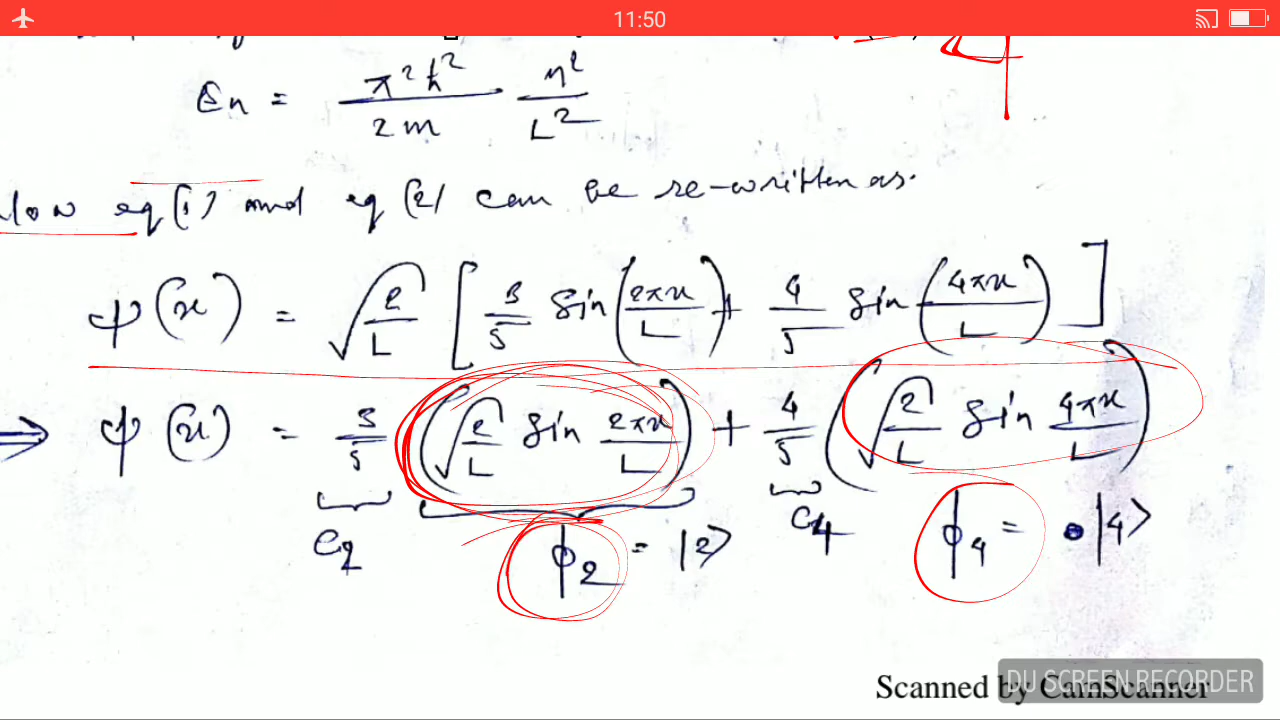 11:50
En = π²ħ² / 2m n² / L²
Now eq(1) and eq(2) can be re-written as.
ψ(x) = √(2/L) [ 3/5 sin(2πx/L) + 4/5 sin(4πx/L) ]
⇒ ψ(x) = 3/5 (√(2/L) sin 2πx/L) + 4/5 (√(2/L) sin 4πx/L)
C2 ϕ2 = |2> C4 ϕ4 = |4>
Scanned by CamScanner
DU SCREEN RECORDER